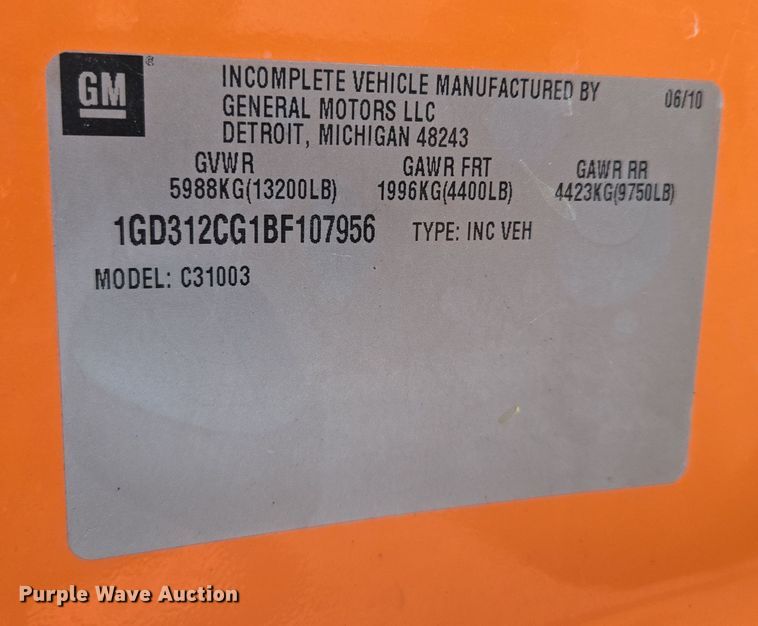 GM ®
INCOMPLETE VEHICLE MANUFACTURED BY
GENERAL MOTORS LLC
DETROIT, MICHIGAN 48243
06/10
GVWR GAWR FRT GAWR RR
5988KG(13200LB) 1996KG(4400LB) 4423KG(9750LB)
1GD312CG1BF107956 TYPE: INC VEH
MODEL: C31003
Purple Wave Auction